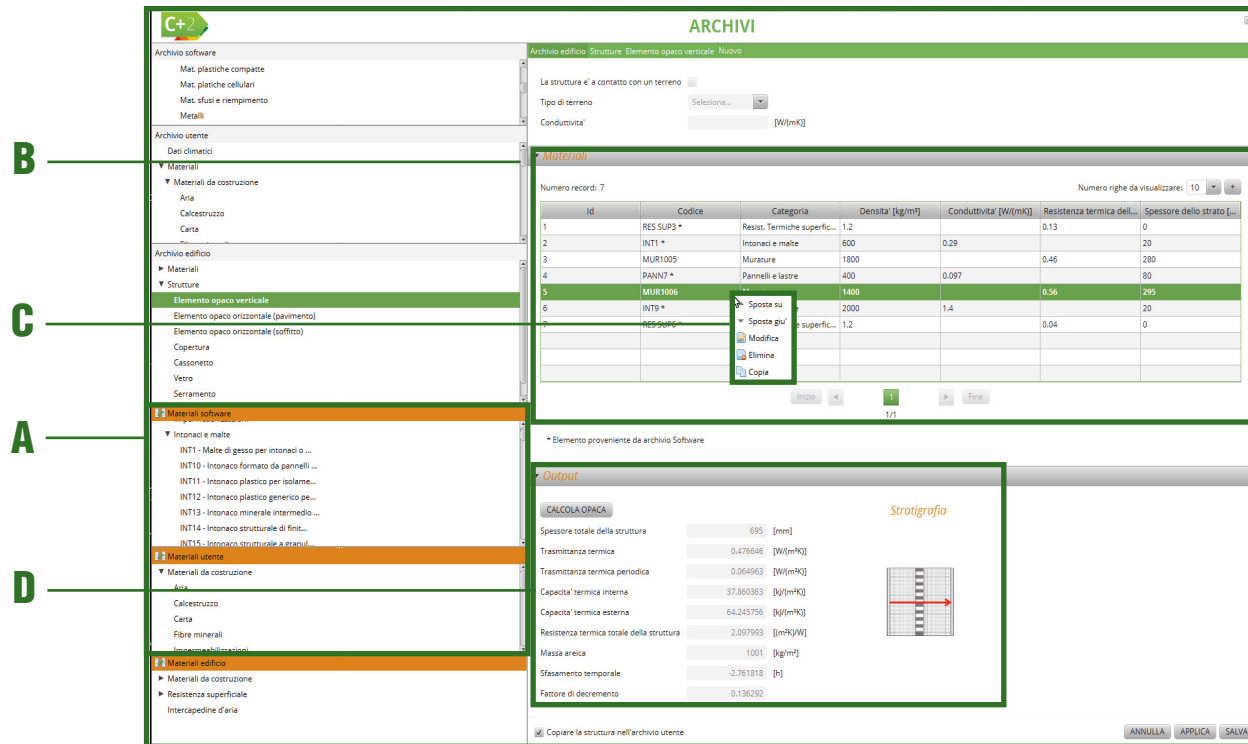 C+2
ARCHIVI
Archivio software
Mat. plastiche compatte
Mat. platiche cellulari
Mat. sfusi e riempimento
Metalli
Archivio utente
Dati climatici
Materiali
Materiali da costruzione
Aria
Calcestruzzo
Carta
Archivio edificio
Materiali
Strutture
Elemento opaco verticale
Elemento opaco orizzontale (pavimento)
Elemento opaco orizzontale (soffitto)
Copertura
Cassonetto
Vetro
Serramento
Materiali software
Intonaci e malte
INT1 - Malte di gesso per intonaci o ...
INT10 - Intonaco formato da pannelli ...
INT11 - Intonaco plastico per isolame...
INT12 - Intonaco plastico generico pe...
INT13 - Intonaco minerale intermedio ...
INT14 - Intonaco strutturale di finit...
INT15 - Intonaco strutturale a granul...
Materiali utente
Materiali da costruzione
Aria
Calcestruzzo
Carta
Fibre minerali
Impermeabilizzazioni
Materiali edificio
Materiali da costruzione
Resistenza superficiale
Intercapedine d'aria
Archivio edificio Strutture Elemento opaco verticale Nuovo
La struttura e' a contatto con un terreno
Tipo di terreno Seleziona...
Conduttivita' [W/(mK)]
Materiali
Numero record: 7 Numero righe da visualizzare: 10 +
Id Codice Categoria Densita' [kg/m³] Conduttivita' [W/(mK)] Resistenza termica dell... Spessore dello strato [...
1 RES SUP3 * Resist. Termiche superfic... 1.2 0.13 0
2 INT1 * Intonaci e malte 600 0.29 20
3 MUR1005 Murature 1800 0.46 280
4 PANN7 * Pannelli e lastre 400 0.097 80
5 MUR1006 1400 0.56 295
6 INT9 * 2000 1.4 20
7 RES SUP6 * e superfic... 1.2 0.04 0
Sposta su
Sposta giu'
Modifica
Elimina
Copia
Inizio 1 Fine
1/1
* Elemento proveniente da archivio Software
Output
CALCOLA OPACA Stratigrafia
Spessore totale della struttura 695 [mm]
Trasmittanza termica 0.476646 [W/(m²K)]
Trasmittanza termica periodica 0.064963 [W/(m²K)]
Capacita' termica interna 37.860363 [kJ/(m²K)]
Capacita' termica esterna 64.245756 [kJ/(m²K)]
Resistenza termica totale della struttura 2.097993 [(m²K)/W]
Massa areica 1001 [kg/m²]
Sfasamento temporale -2.761818 [h]
Fattore di decremento 0.136292
Copiare la struttura nell'archivio utente
ANNULLA APPLICA SALVA
B
C
A
D